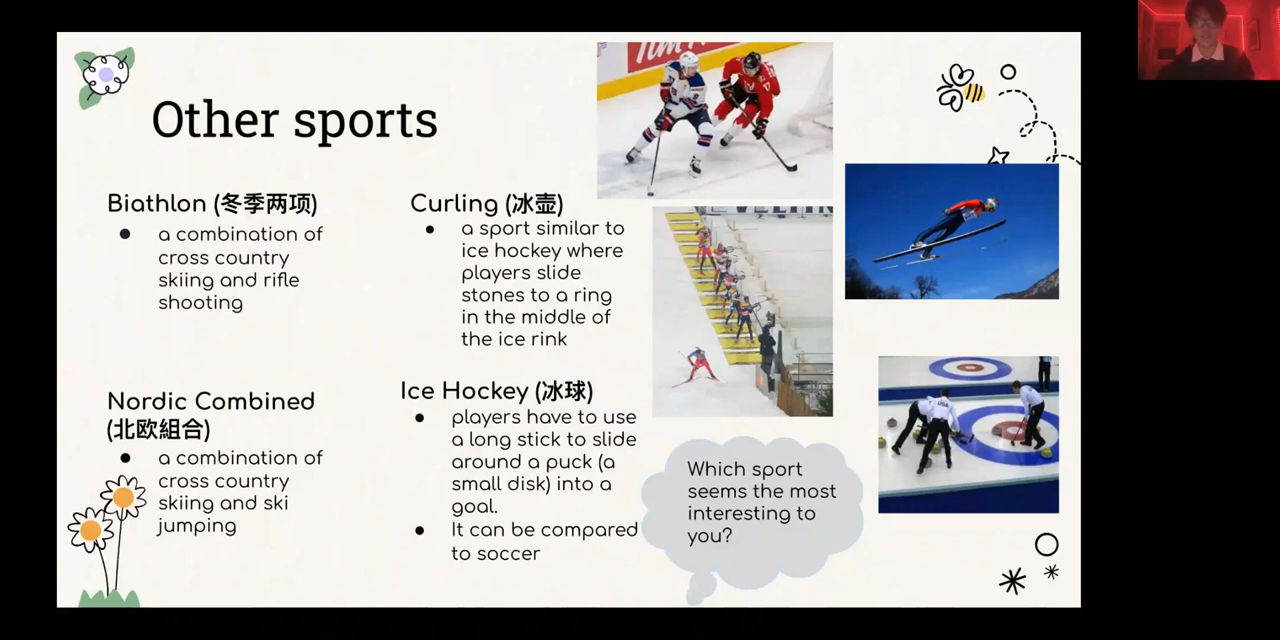 Other sports
Biathlon (冬季两项)
● a combination of
cross country
skiing and rifle
shooting
Nordic Combined
(北欧組合)
● a combination of
cross country
skiing and ski
jumping
Curling (冰壶)
● a sport similar to
ice hockey where
players slide
stones to a ring
in the middle of
the ice rink
Ice Hockey (冰球)
● players have to use
a long stick to slide
around a puck (a
small disk) into a
goal.
● It can be compared
to soccer
Which sport
seems the most
interesting to
you?